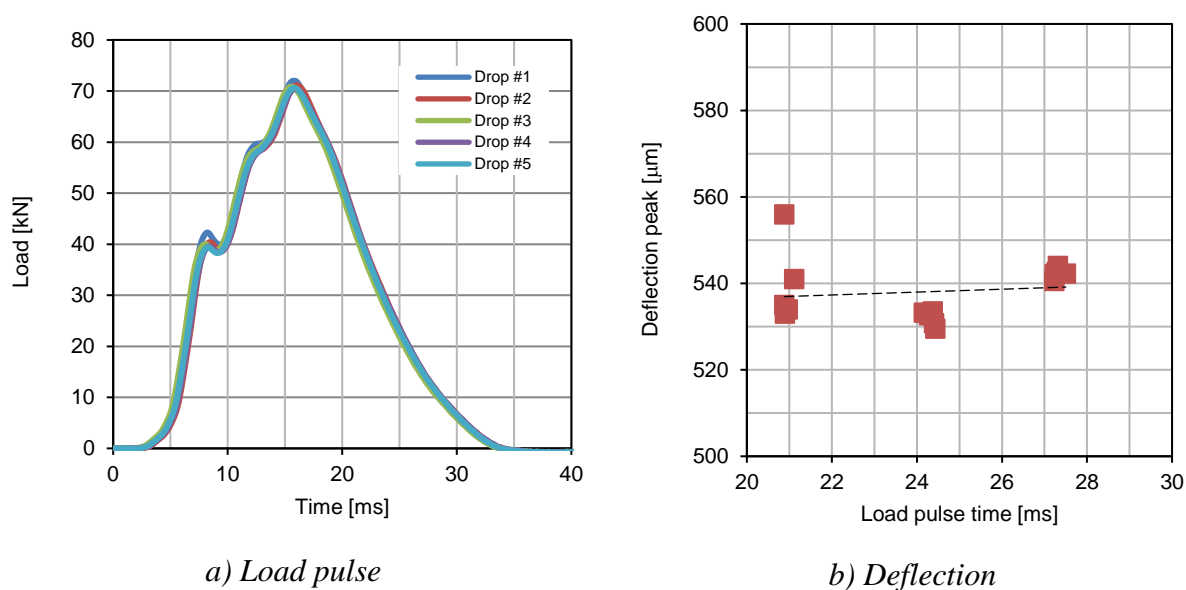 80
70
60
50
40
30
20
10
0
Load [kN]
Drop #1
Drop #2
Drop #3
Drop #4
Drop #5
0 10 20 30 40
Time [ms]
a) Load pulse
600
580
560
540
520
500
Deflection peak [μm]
20 22 24 26 28 30
Load pulse time [ms]
b) Deflection